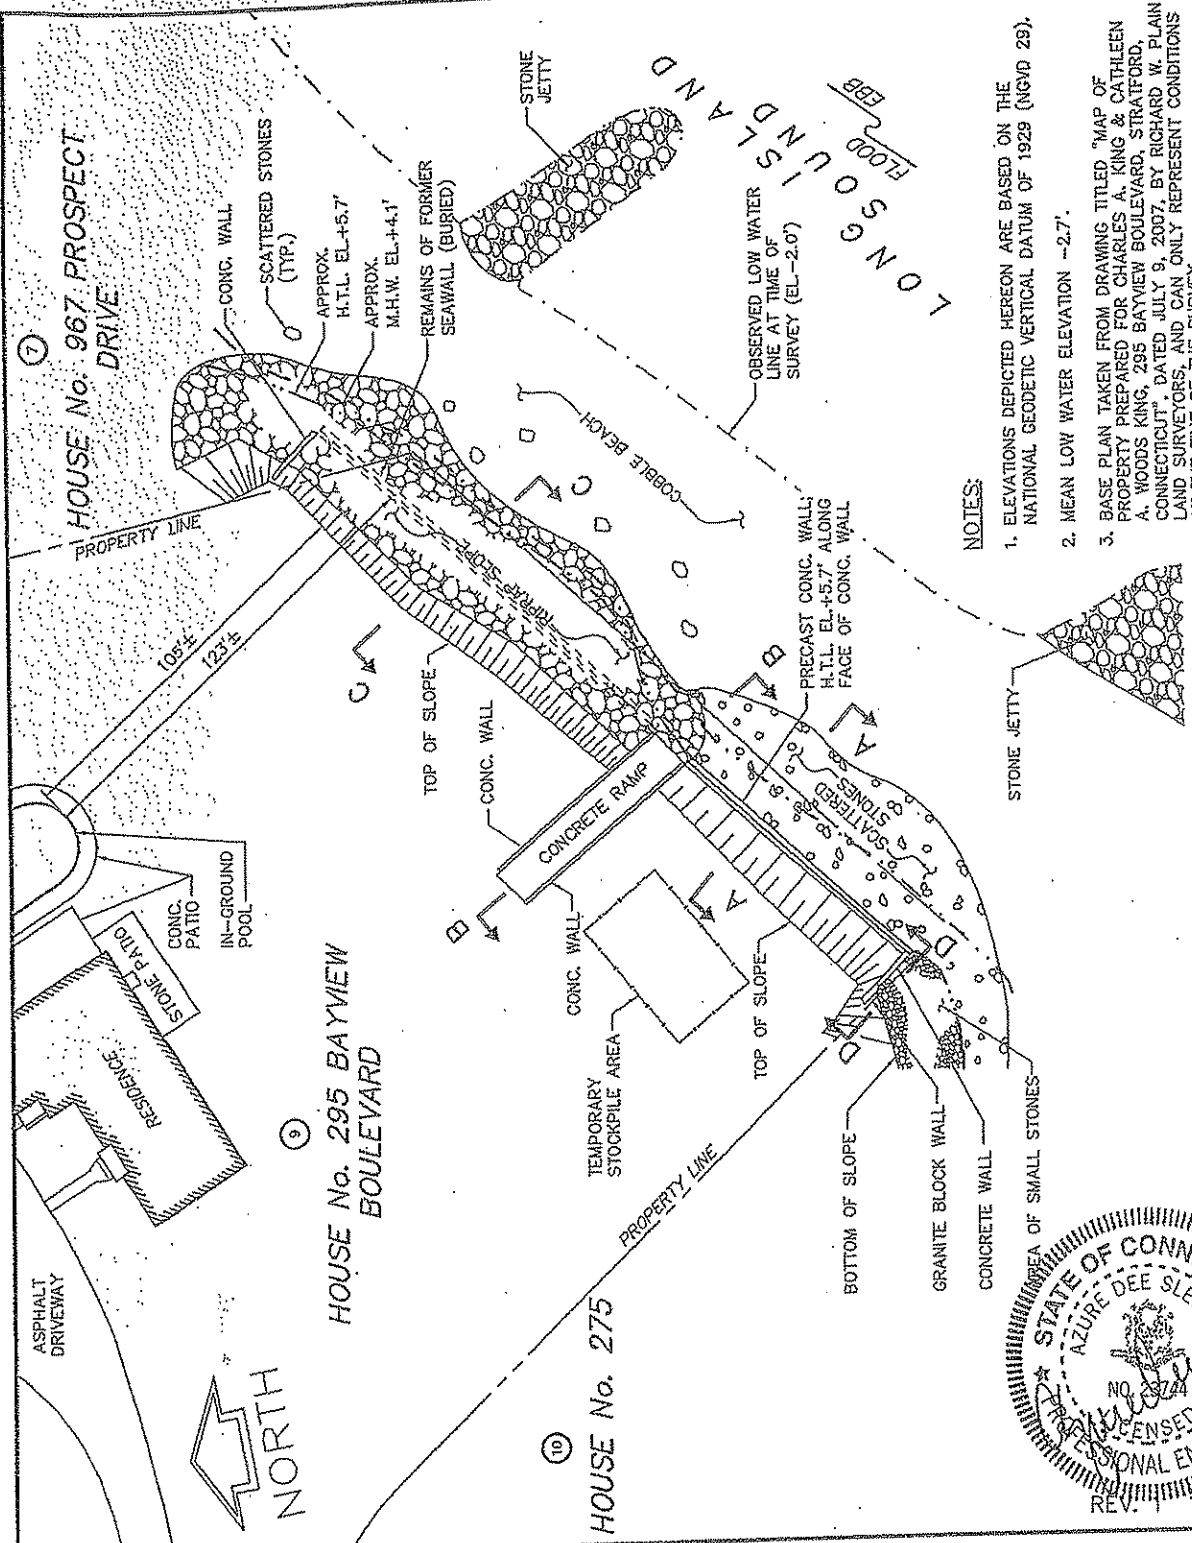 7
HOUSE No. 967 PROSPECT
DRIVE
PROPERTY LINE
CONC. WALL
SCATTERED STONES
(TYP.)
APPROX.
H.T.L. EL.+5.7'
APPROX.
M.H.W. EL.+4.1'
REMAINS OF FORMER
SEAWALL (BURIED)
STONE
JETTY
LONG ISLAND
SOUND
FLOOD
EBB
OBSERVED LOW WATER
LINE AT TIME OF
SURVEY (EL-2.0')
COBBLE BEACH
105'±
123'±
TOP OF SLOPE
RIPRAP SLOPE
C
C
CONC. WALL
CONCRETE RAMP
CONC. WALL
B
B
A
A
PRECAST CONC. WALL;
H.T.L. EL.+5.7' ALONG
FACE OF CONC. WALL
SCATTERED
STONES
STONE JETTY
CONC.
PATIO
IN-GROUND
POOL
STONE PATIO
RESIDENCE
ASPHALT
DRIVEWAY
9
HOUSE No. 295 BAYVIEW
BOULEVARD
TEMPORARY
STOCKPILE AREA
TOP OF SLOPE
D
D
PROPERTY LINE
BOTTOM OF SLOPE
GRANITE BLOCK WALL
CONCRETE WALL
AREA OF SMALL STONES
10
HOUSE No. 275
NORTH
NOTES:
1. ELEVATIONS DEPICTED HEREON ARE BASED ON THE
NATIONAL GEODETIC VERTICAL DATUM OF 1929 (NGVD 29).
2. MEAN LOW WATER ELEVATION --2.7'.
3. BASE PLAN TAKEN FROM DRAWING TITLED "MAP OF
PROPERTY PREPARED FOR CHARLES A. KING & CATHLEEN
A. WOODS KING, 295 BAYVIEW BOULEVARD, STRATFORD,
CONNECTICUT", DATED JULY 9, 2007, BY RICHARD W. PLAIN
LAND SURVEYORS, AND CAN ONLY REPRESENT CONDITIONS
STATE OF CONN
AZURE DEE SLE
NO. 23744
LICENSED
PROFESSIONAL EN
REV. 1